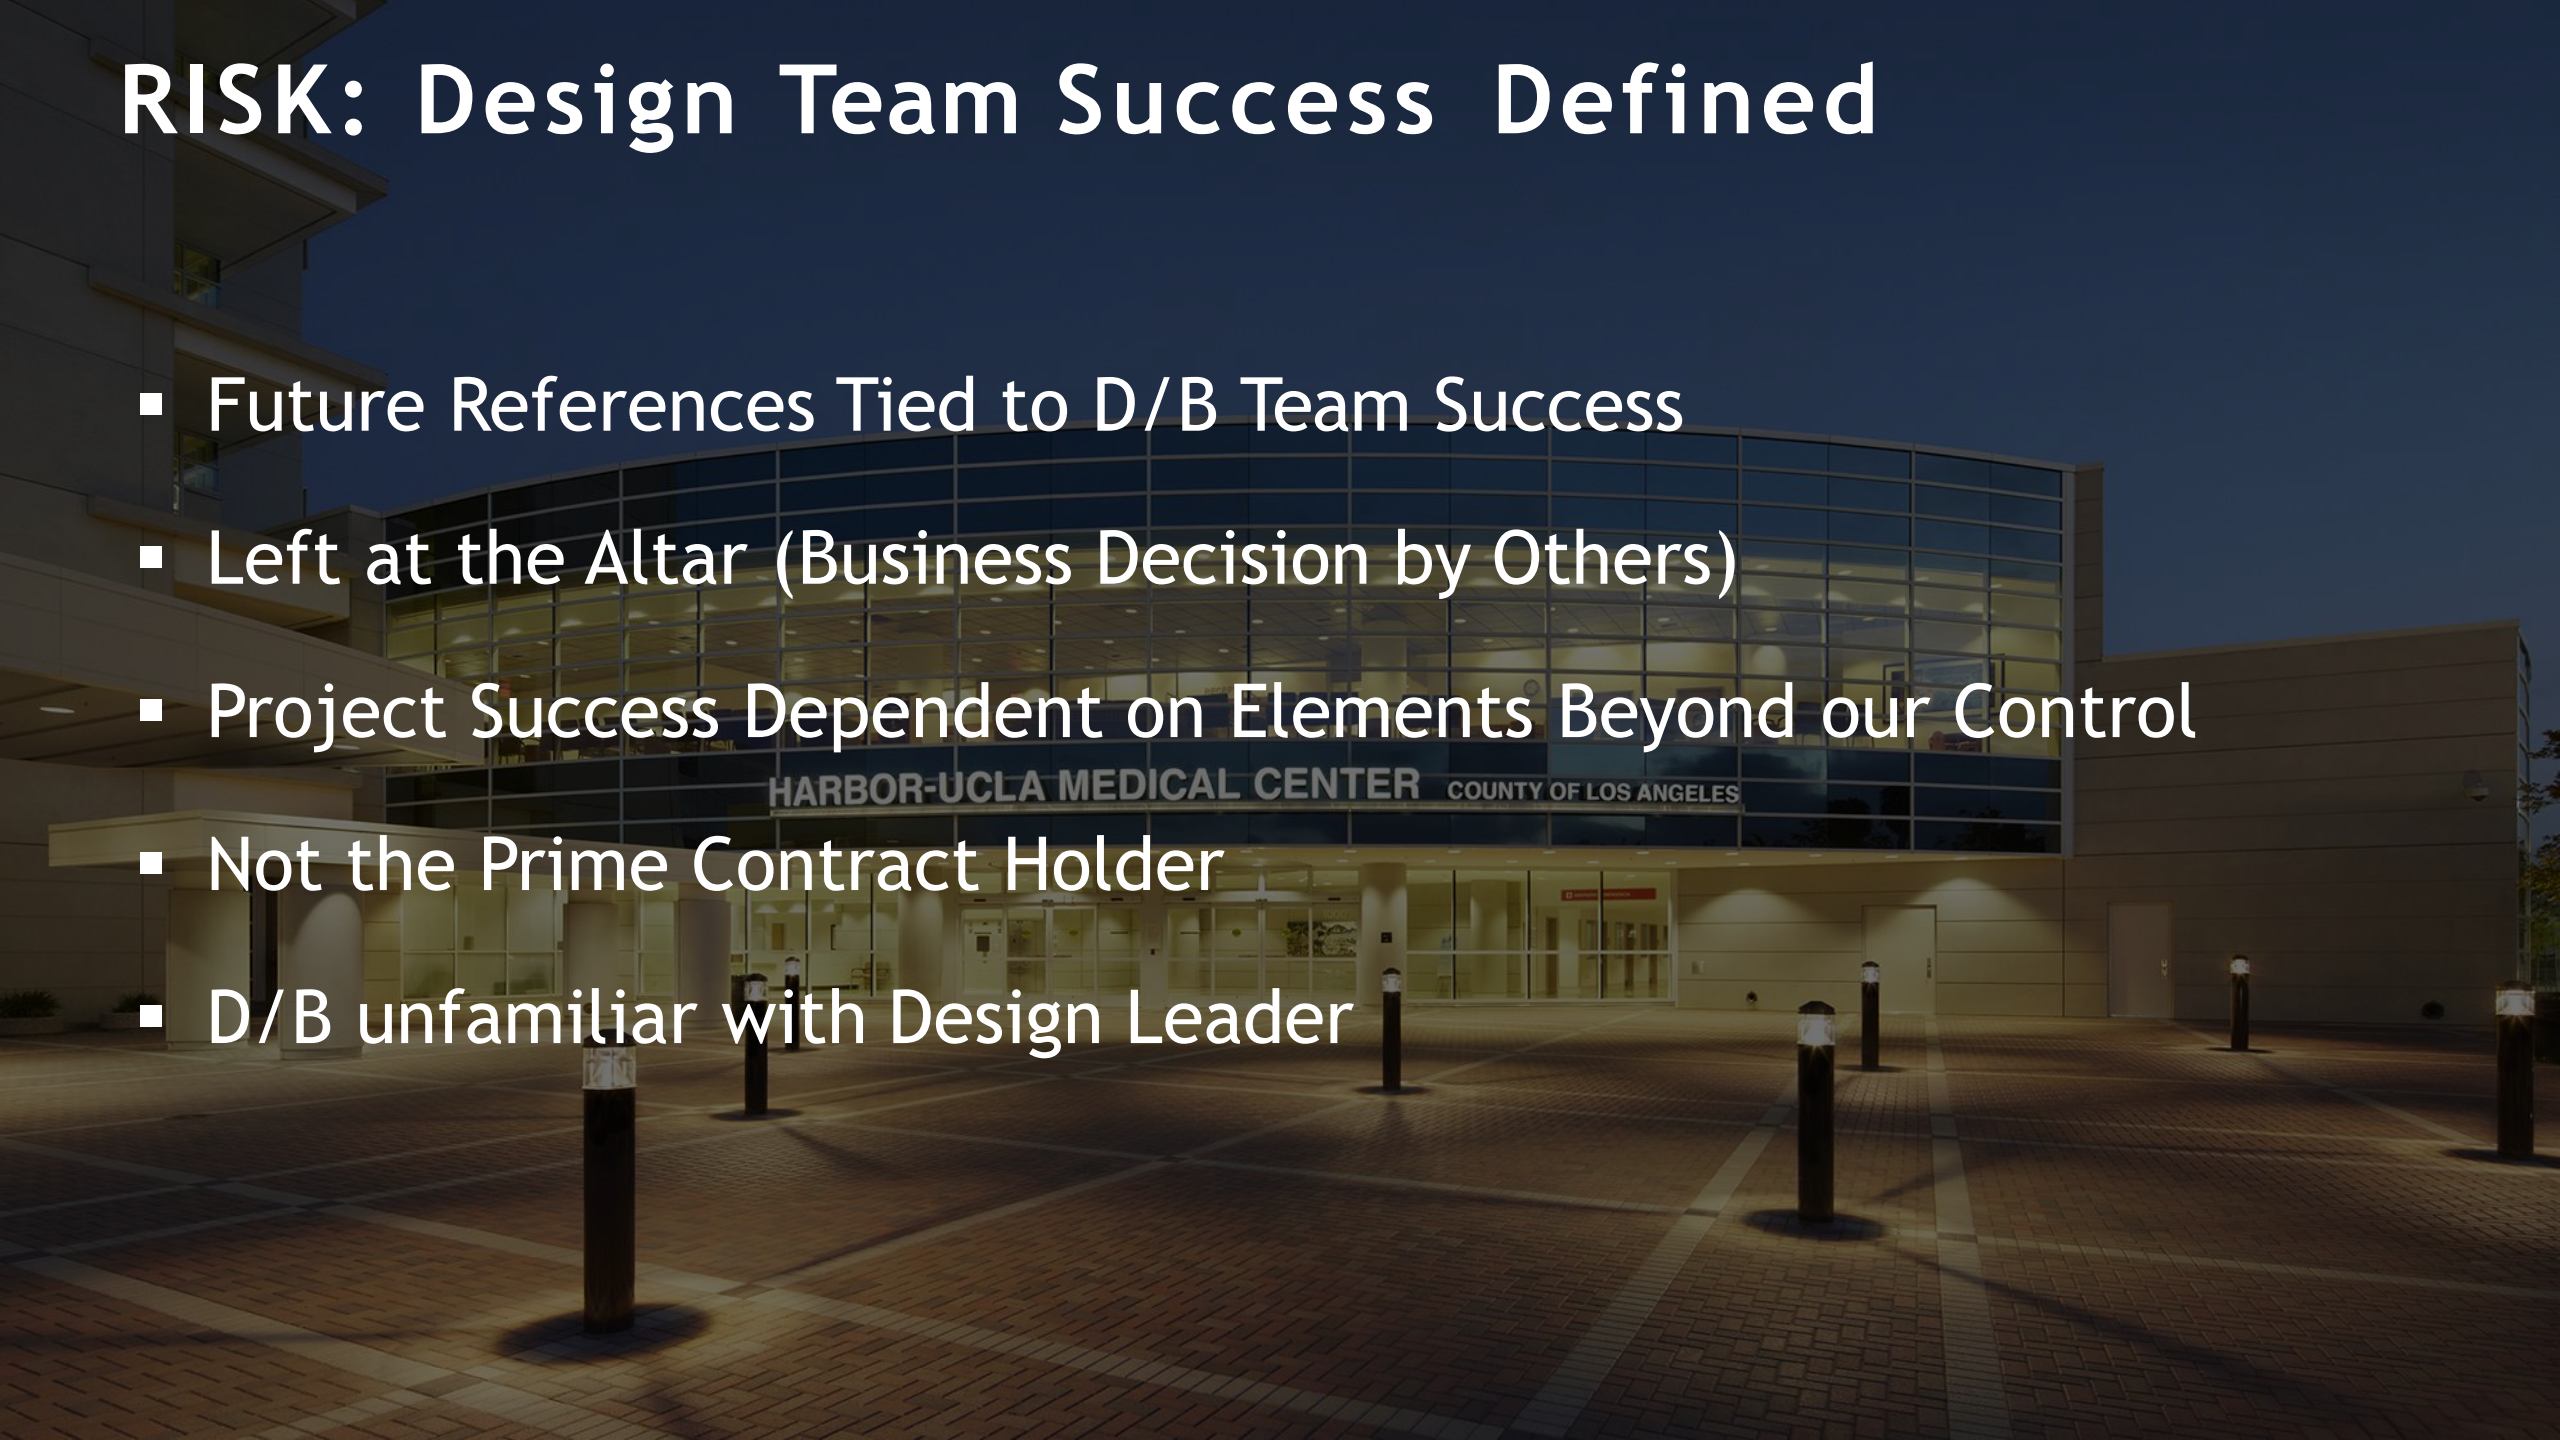 RISK: Design Team Success Defined
▪ Future References Tied to D/B Team Success
▪ Left at the Altar (Business Decision by Others)
▪ Project Success Dependent on Elements Beyond our Control
HARBOR-UCLA MEDICAL CENTER COUNTY OF LOS ANGELES
▪ Not the Prime Contract Holder
▪ D/B unfamiliar with Design Leader